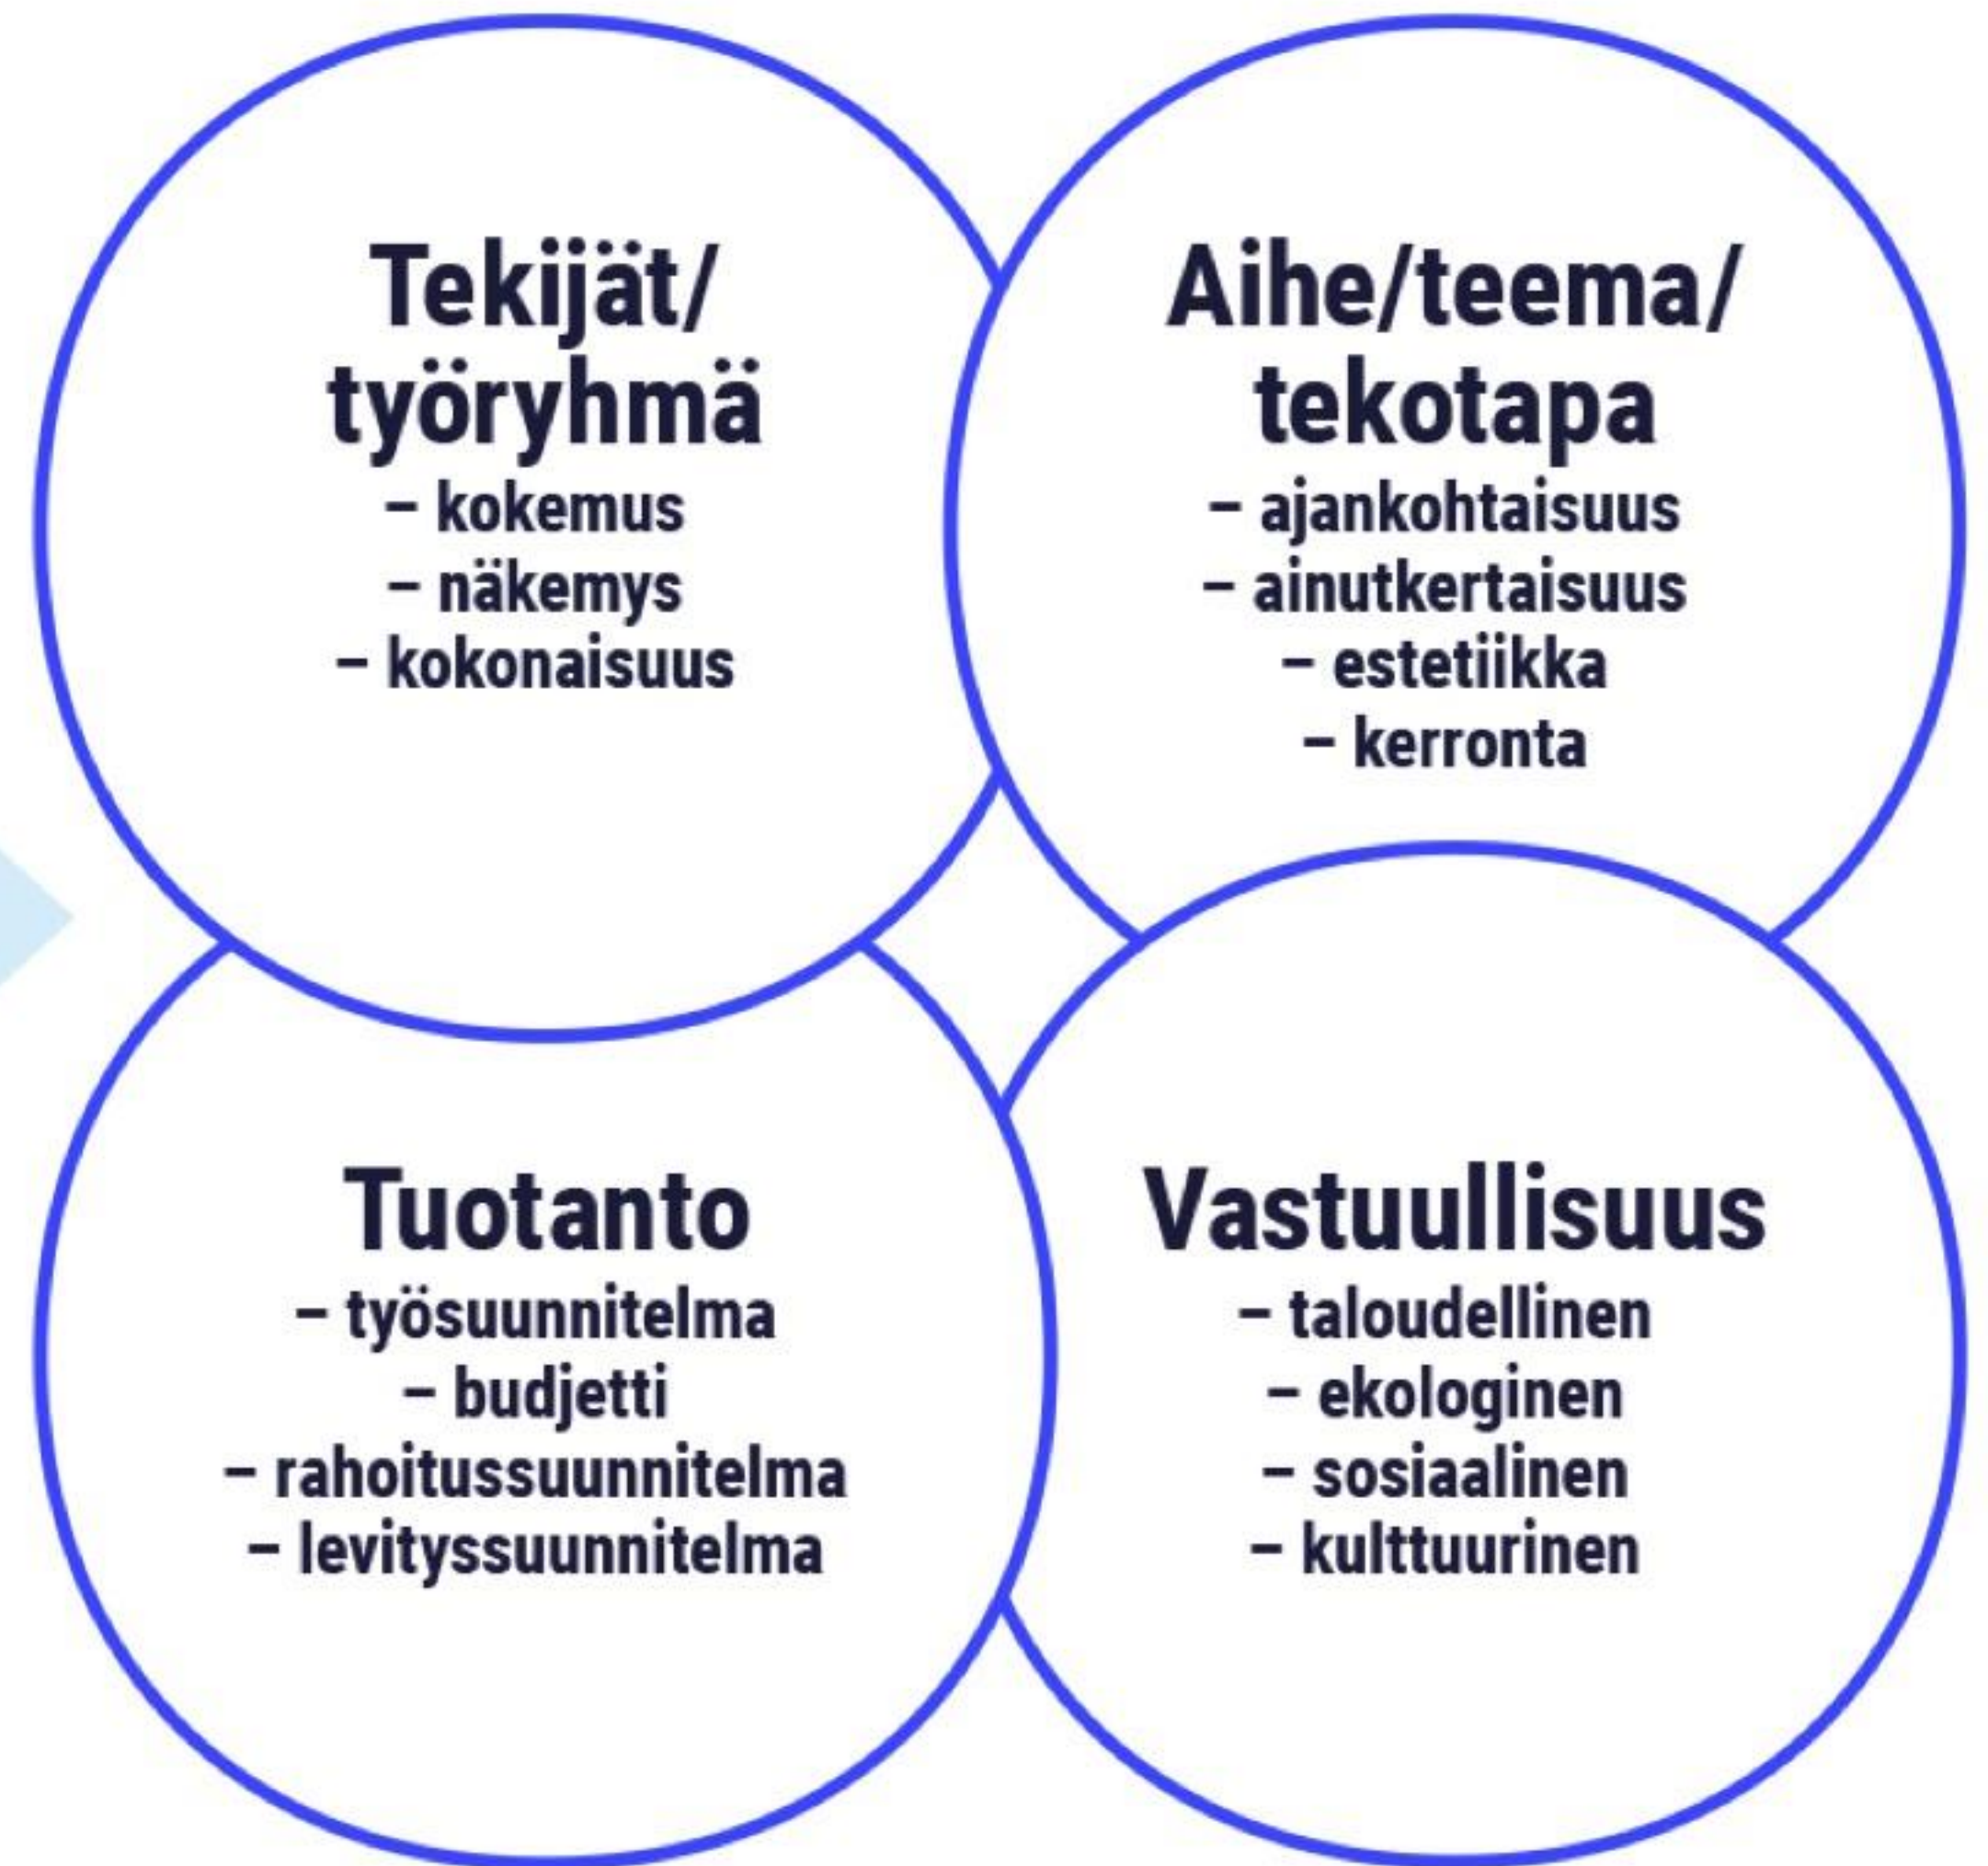 Tekijät/
työryhmä
– kokemus
– näkemys
– kokonaisuus
Aihe/teema/
tekotapa
– ajankohtaisuus
– ainutkertaisuus
– estetiikka
– kerronta
Tuotanto
– työsuunnitelma
– budjetti
– rahoitussuunnitelma
– levityssuunnitelma
Vastuullisuus
– taloudellinen
– ekologinen
– sosiaalinen
– kulttuurinen